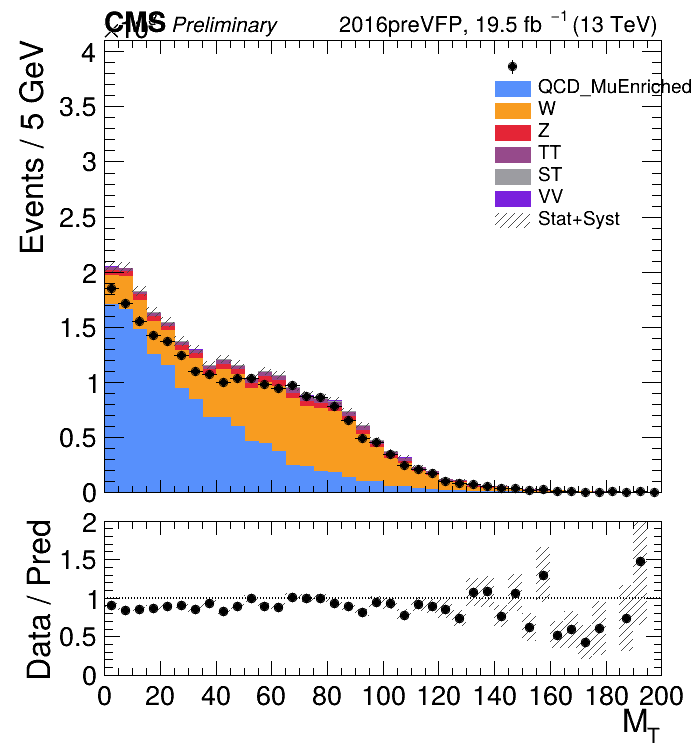 CMS Preliminary 2016preVFP, 19.5 fb⁻¹ (13 TeV)
4
3.5
3
2.5
2
1.5
1
0.5
0
Events / 5 GeV
QCD_MuEnriched
W
Z
TT
ST
VV
Stat+Syst
2
1.5
1
0.5
0
Data / Pred
0 20 40 60 80 100 120 140 160 180 200
M_T